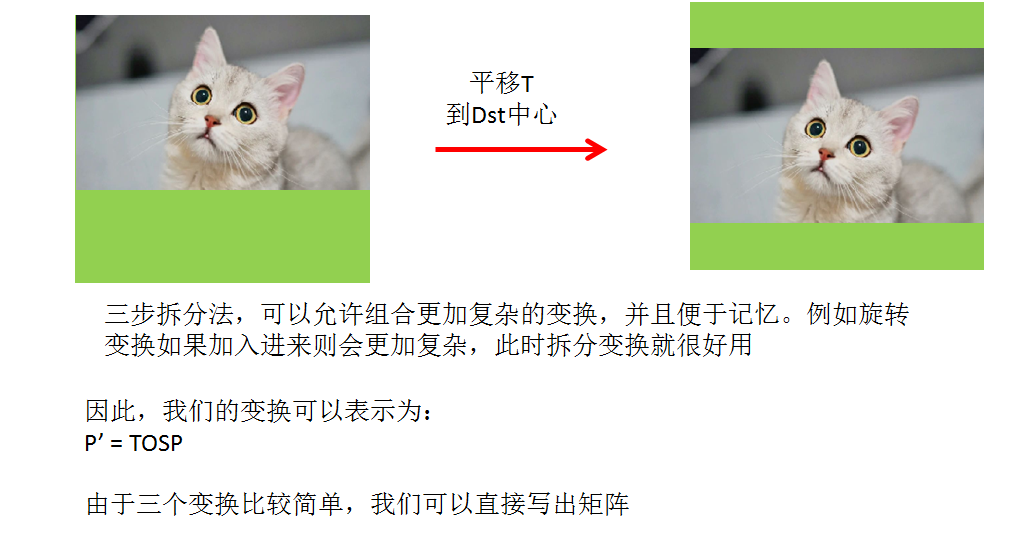 平移T
到Dst中心
三步拆分法，可以允许组合更加复杂的变换，并且便于记忆。例如旋转
变换如果加入进来则会更加复杂，此时拆分变换就很好用
因此，我们的变换可以表示为：
P’ = TOSP
由于三个变换比较简单，我们可以直接写出矩阵